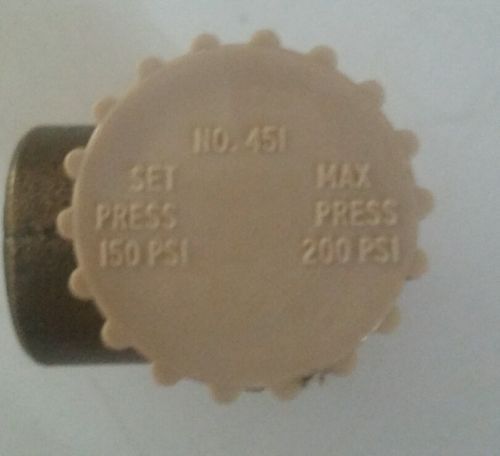 NO. 451
SET
PRESS
150 PSI
MAX
PRESS
200 PSI